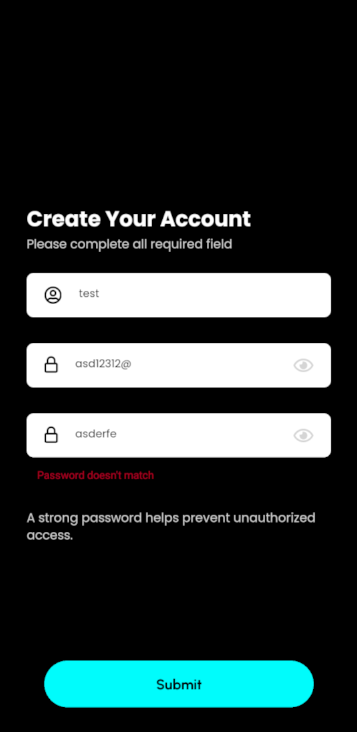 Create Your Account
Please complete all required field
test
asd12312@
asderfe
Password doesn't match
A strong password helps prevent unauthorized
access.
Submit